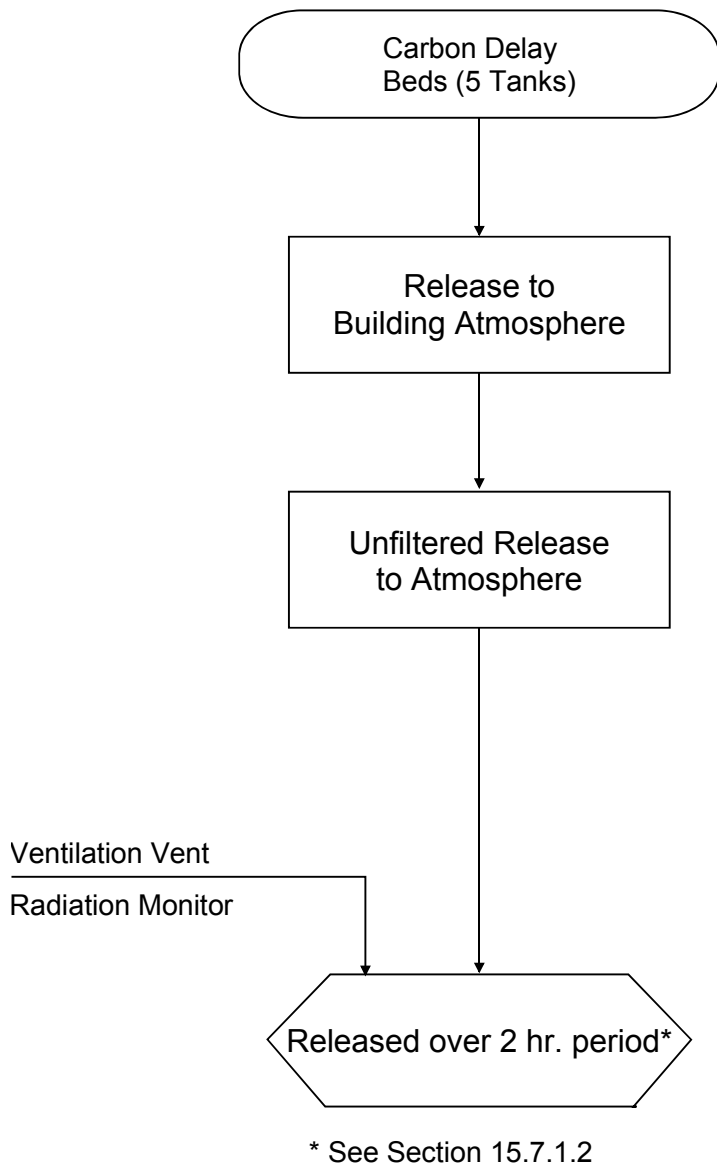 Carbon Delay
Beds (5 Tanks)
Release to
Building Atmosphere
Unfiltered Release
to Atmosphere
Ventilation Vent
Radiation Monitor
Released over 2 hr. period*
* See Section 15.7.1.2